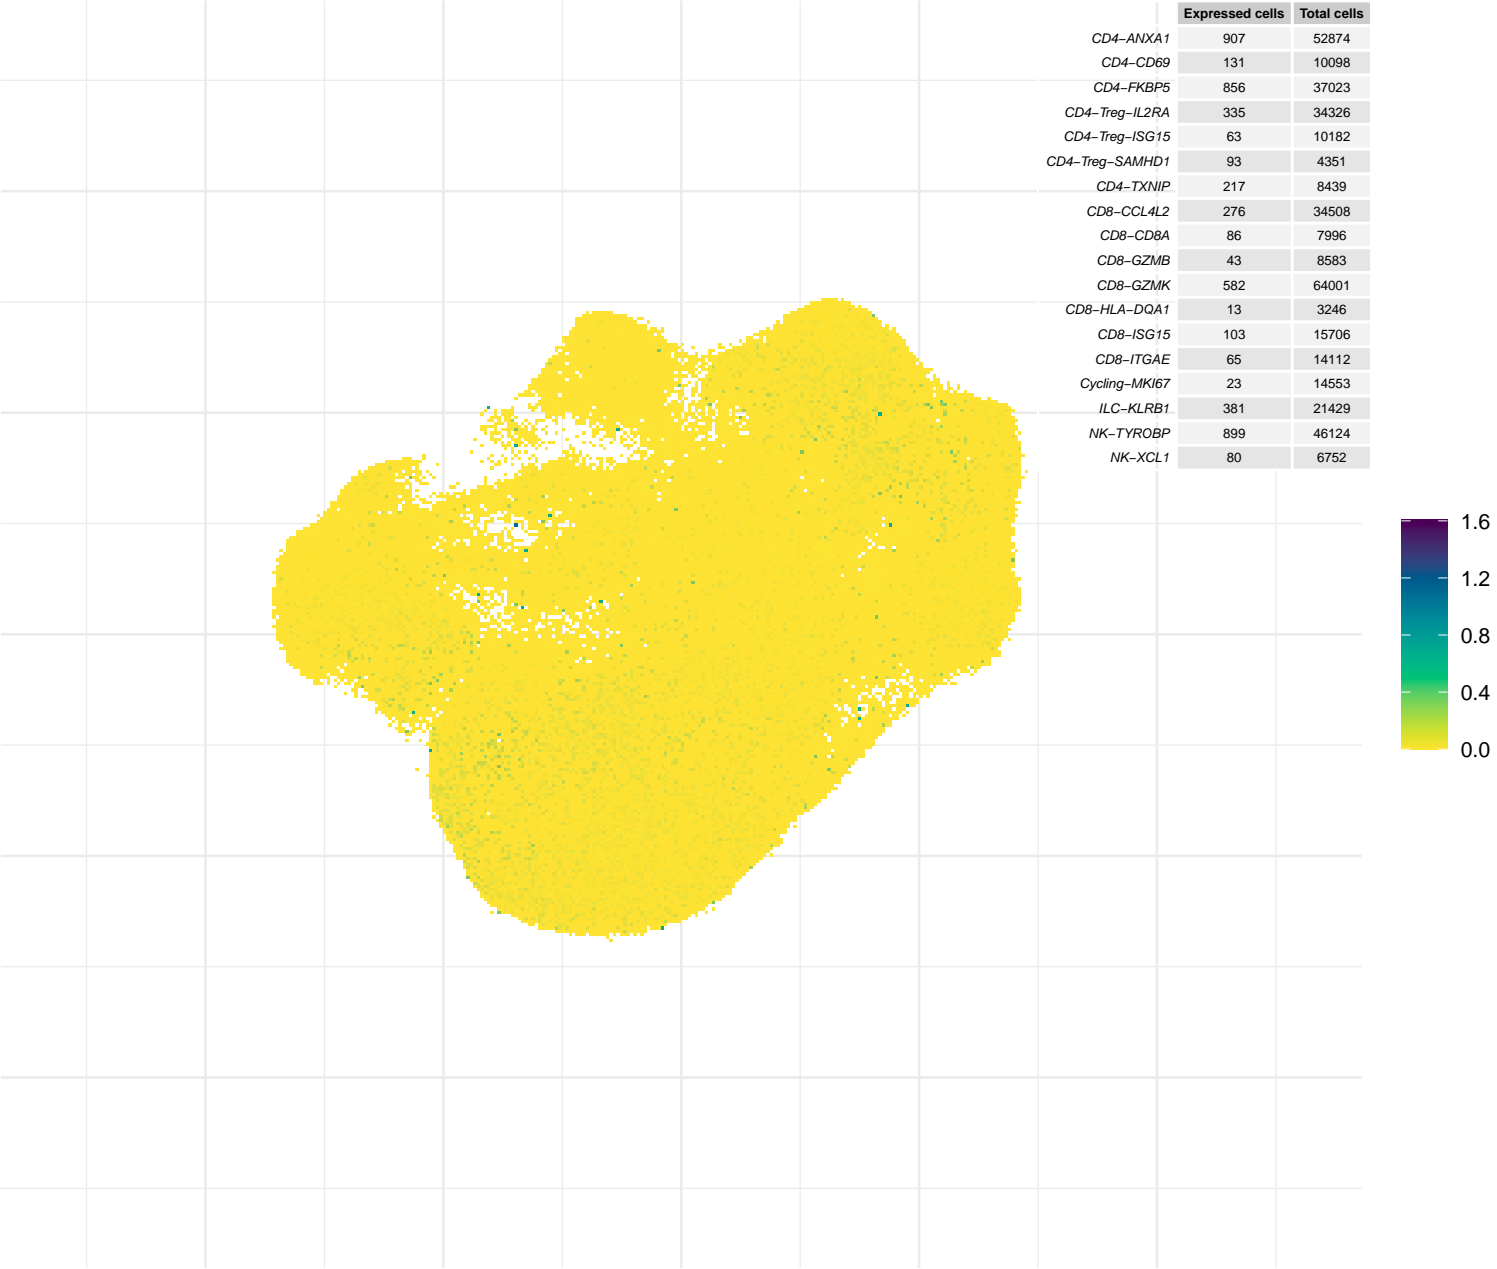 Expressed cells Total cells
CD4−ANXA1 907 52874
CD4−CD69 131 10098
CD4−FKBP5 856 37023
CD4−Treg−IL2RA 335 34326
CD4−Treg−ISG15 63 10182
CD4−Treg−SAMHD1 93 4351
CD4−TXNIP 217 8439
CD8−CCL4L2 276 34508
CD8−CD8A 86 7996
CD8−GZMB 43 8583
CD8−GZMK 582 64001
CD8−HLA−DQA1 13 3246
CD8−ISG15 103 15706
CD8−ITGAE 65 14112
Cycling−MKI67 23 14553
ILC−KLRB1 381 21429
NK−TYROBP 899 46124
NK−XCL1 80 6752
1.6
1.2
0.8
0.4
0.0